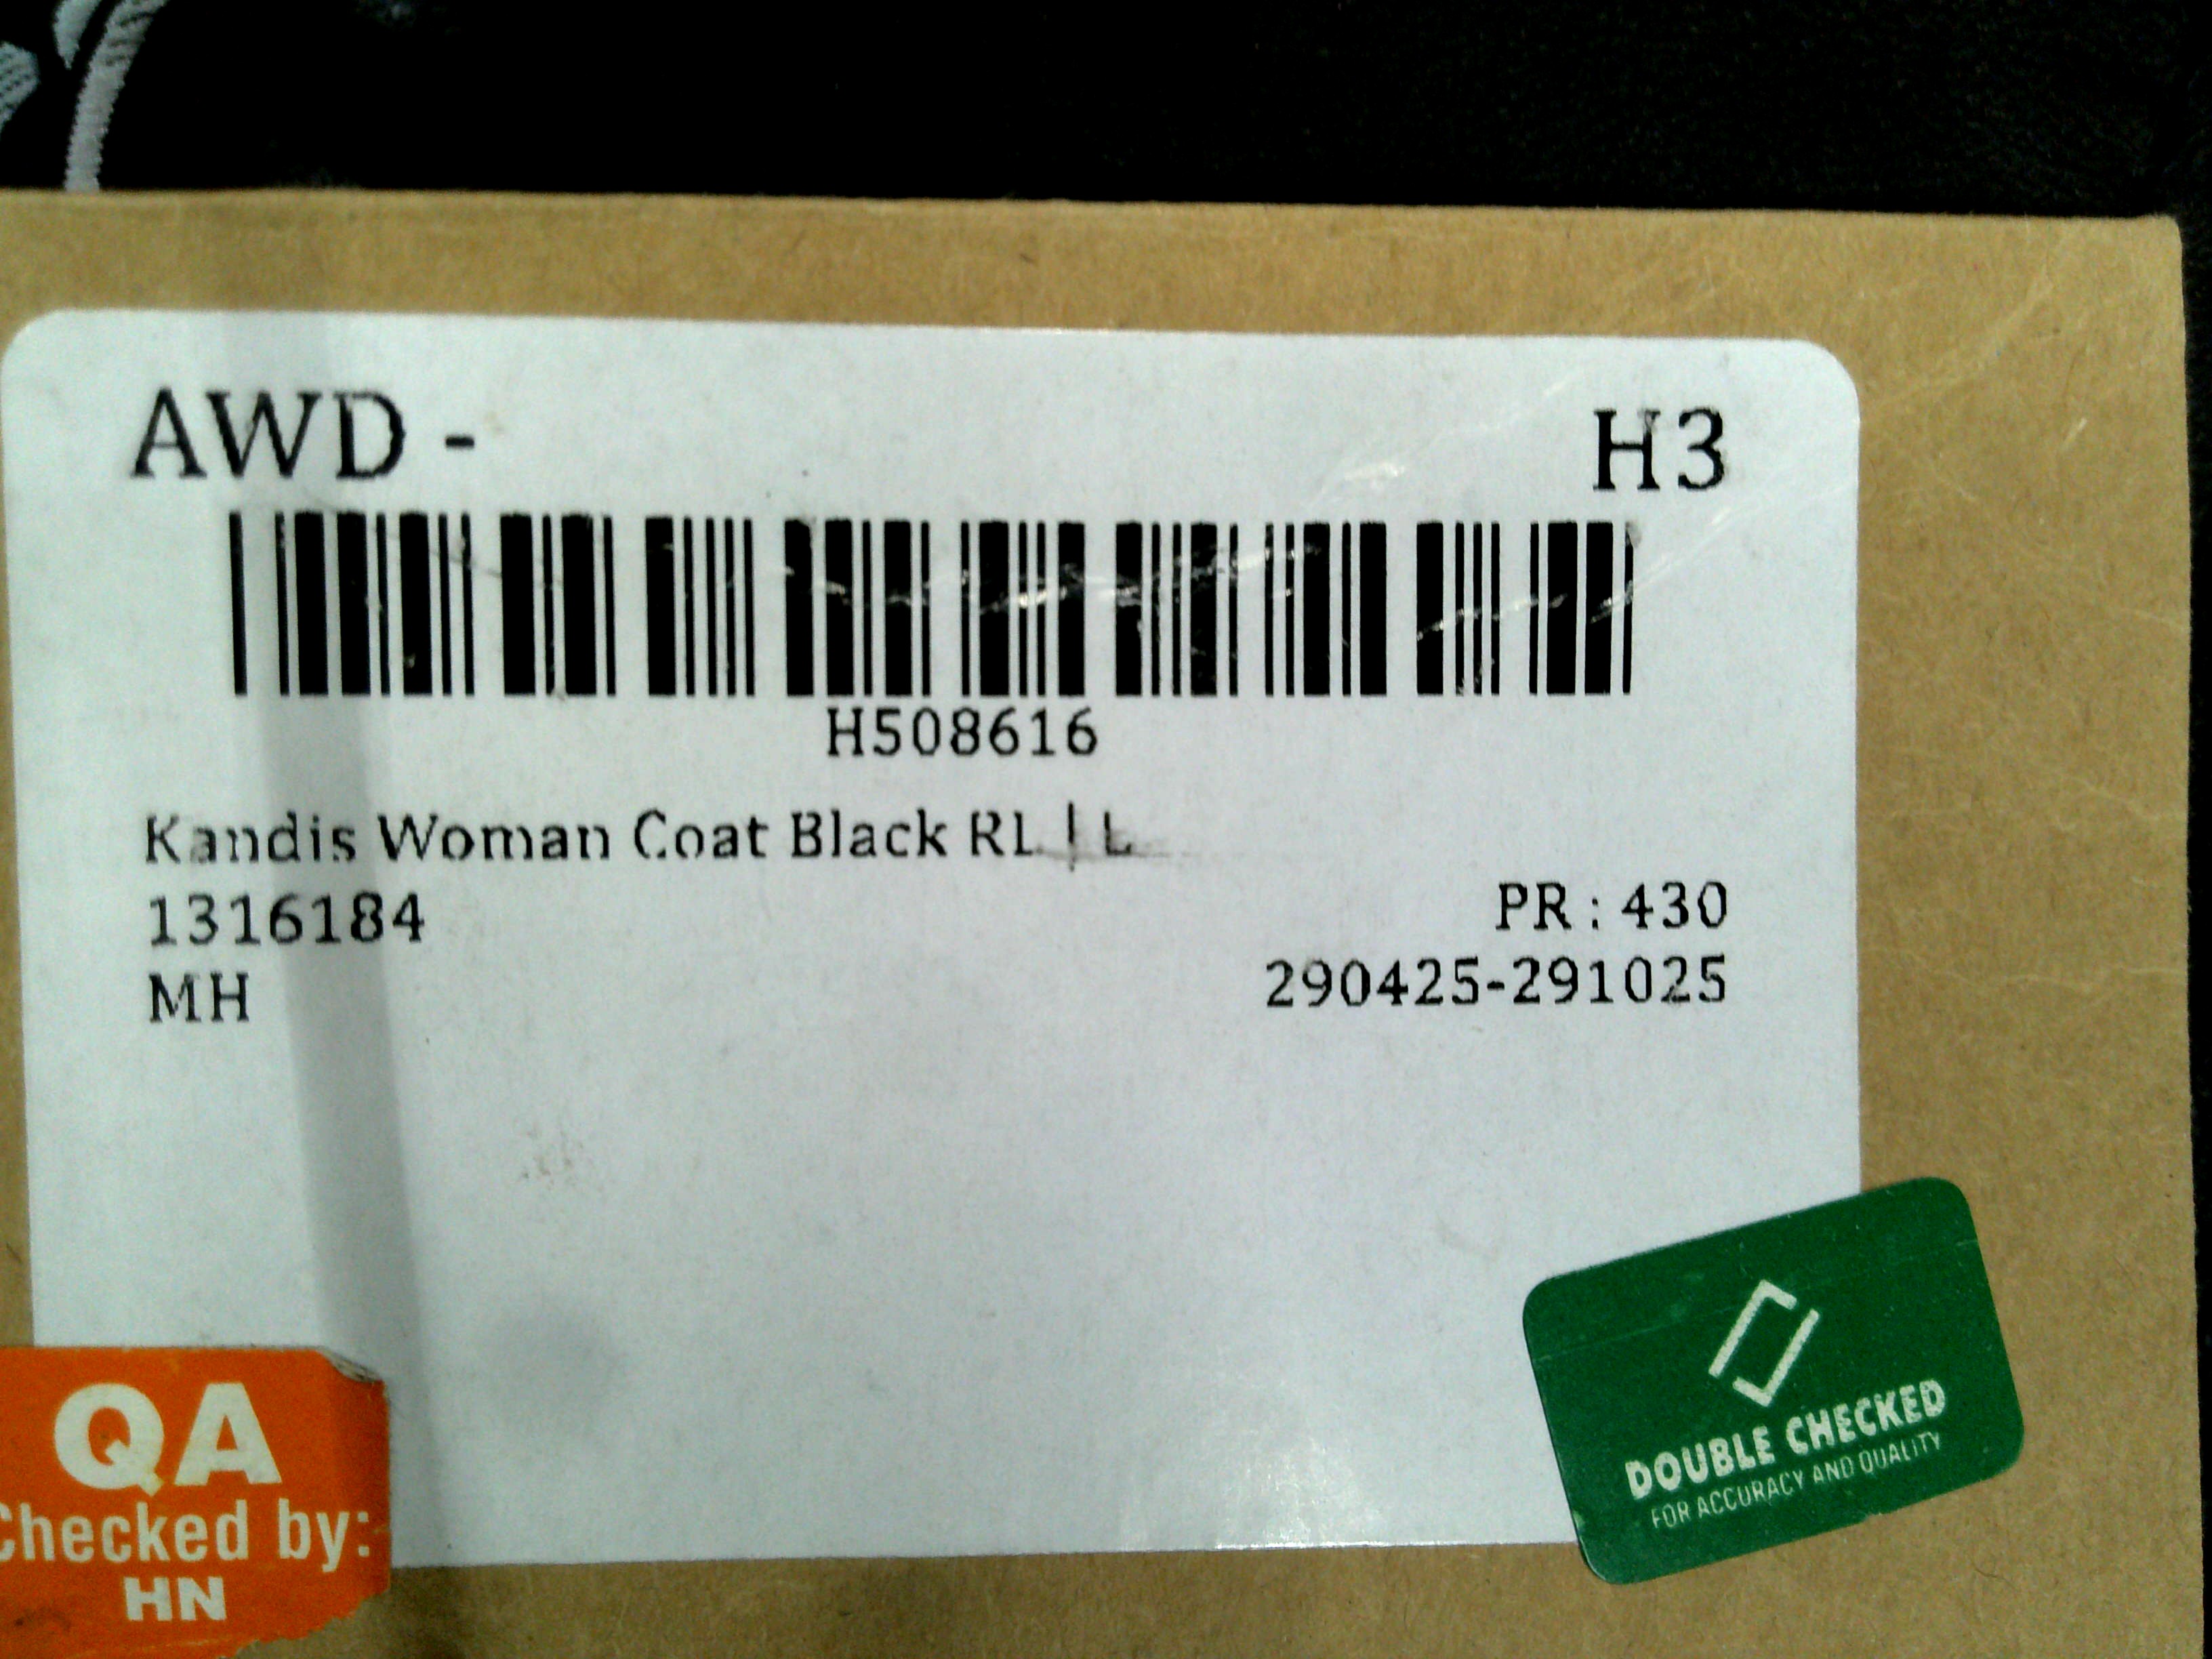 AWD - H3
H508616
Kandis Woman Coat Black RL | L
1316184 PR : 430
MH 290425-291025
QA
Checked by:
HN
DOUBLE CHECKED
FOR ACCURACY AND QUALITY